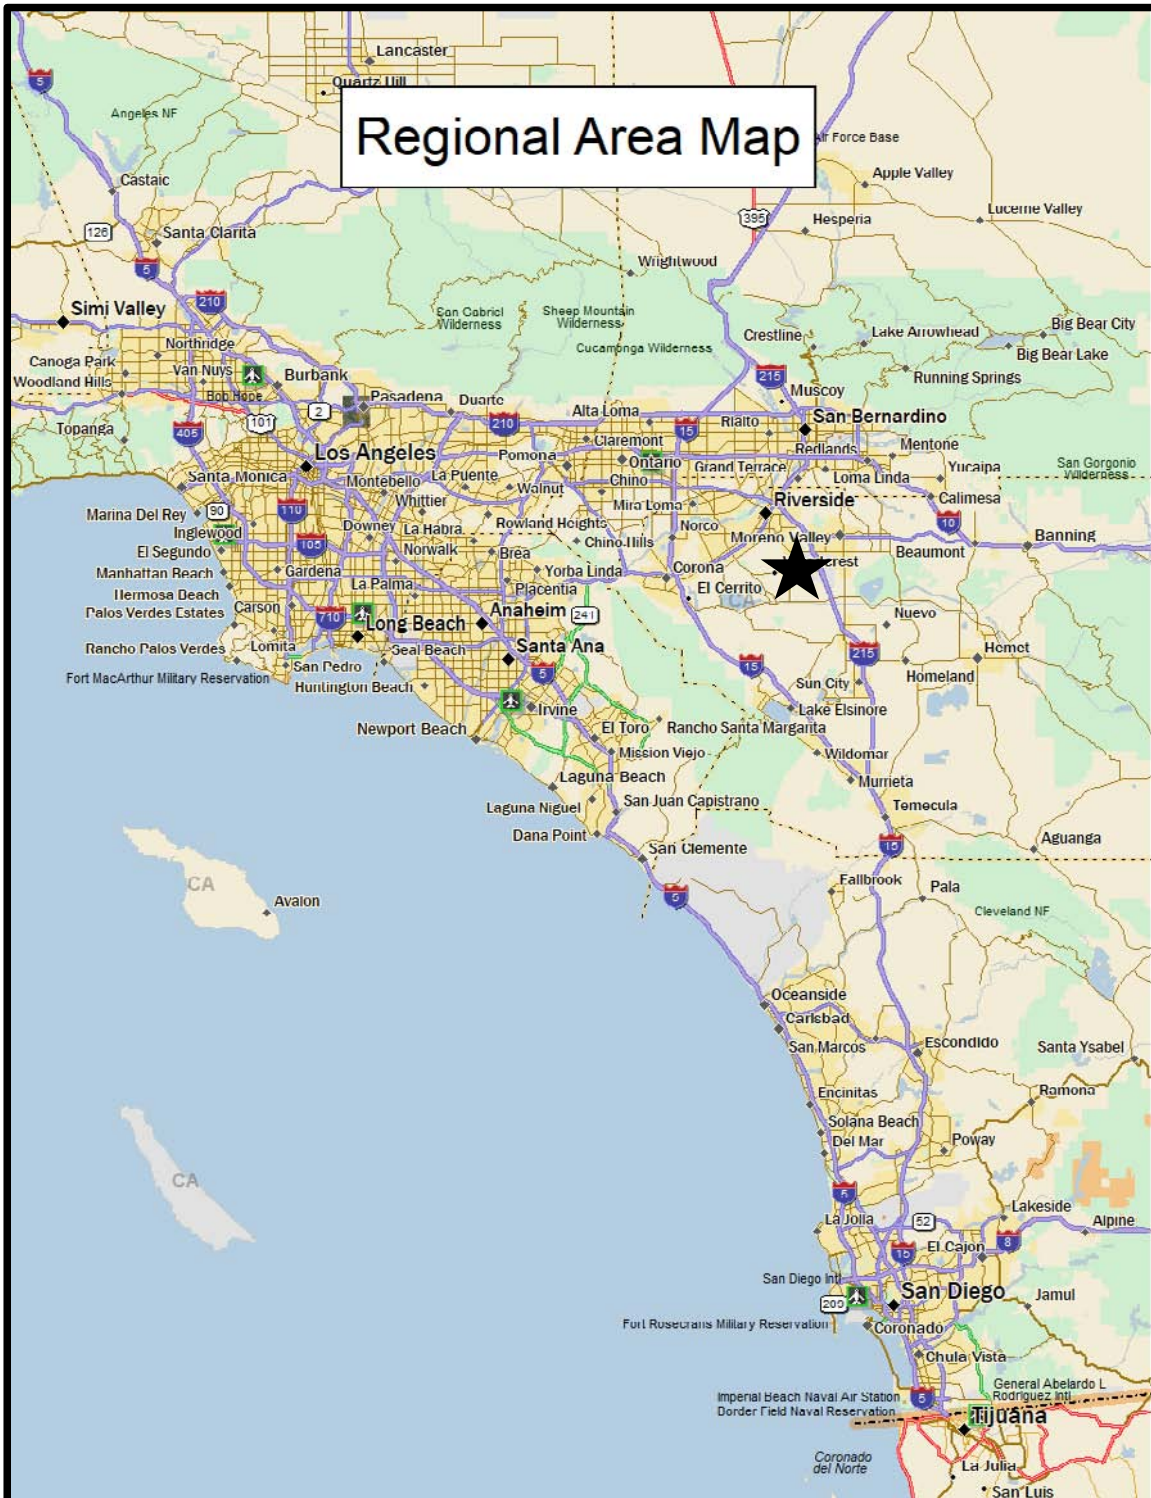 Lancaster
5
Quartz Hill
Angeles NF
Regional Area Map
Air Force Base
Castaic
Apple Valley
126
Santa Clarita
395
Lucerne Valley
Hesperia
5
Wrightwood
210
Simi Valley
San Gabriel
Wilderness
Sheep Mountain
Wilderness
Cucamonga Wilderness
Crestline
Lake Arrowhead
Big Bear City
Northridge
Big Bear Lake
Canoga Park
Van Nuys
Burbank
215
Running Springs
Woodland Hills
Bob Hope
Pasadena
Duarte
Muscoy
2
Alta Loma
San Bernardino
Topanga
405
101
210
15
Rialto
Claremont
Redlands
Mentone
Los Angeles
Pomona
Ontario
Grand Terrace
Yucaipa
San Gorgonio
Wilderness
Santa Monica
Montebello
La Puente
Walnut
Chino
Loma Linda
Whittier
Mira Loma
Riverside
Calimesa
Marina Del Rey
90
110
Downey
La Habra
Rowland Heights
Norco
10
Inglewood
105
Moreno Valley
Banning
El Segundo
Norwalk
Brea
Chino Hills
Beaumont
Manhattan Beach
Gardena
La Palma
Yorba Linda
Corona
erest
Hermosa Beach
Placentia
El Cerrito
CA
Palos Verdes Estates
Carson
710
Long Beach
Anaheim
241
Nuevo
Rancho Palos Verdes
Lomita
Seal Beach
Santa Ana
215
Hemet
Fort MacArthur Military Reservation
San Pedro
5
15
Sun City
Homeland
Huntington Beach
Irvine
Lake Elsinore
Newport Beach
El Toro
Rancho Santa Margarita
Mission Viejo
Wildomar
Laguna Beach
Murrieta
Laguna Niguel
San Juan Capistrano
Temecula
Dana Point
San Clemente
15
Aguanga
CA
Fallbrook
Pala
Avalon
5
Cleveland NF
Oceanside
Carlsbad
San Marcos
Escondido
Santa Ysabel
Encinitas
Ramona
Solana Beach
Del Mar
Poway
CA
5
Lakeside
La Jolla
52
Alpine
15
El Cajon
8
San Diego Intl
San Diego
Jamul
209
Fort Rosecrans Military Reservation
Coronado
Chula Vista
General Abelardo L
Rodriguez Intl
Imperial Beach Naval Air Station
5
Border Field Naval Reservation
Tijuana
Coronado
del Norte
La Julia
San Luis